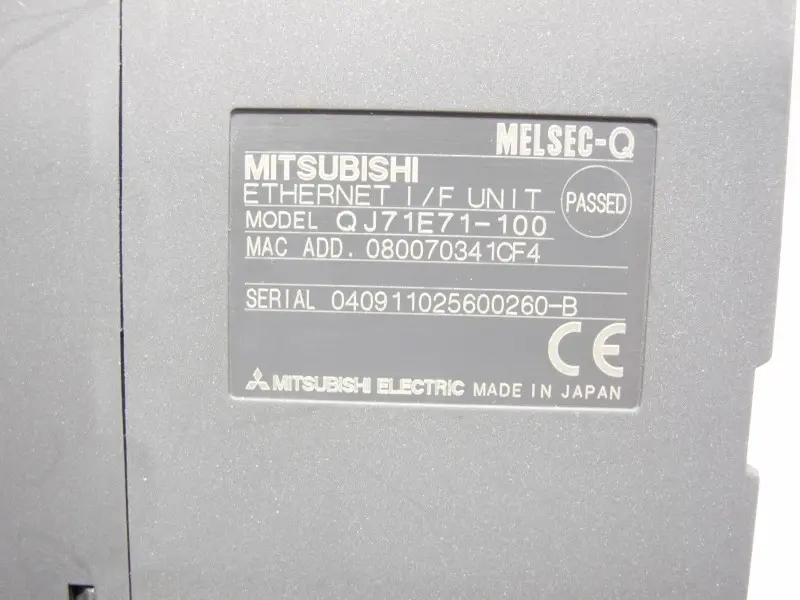 MELSEC-Q
MITSUBISHI
ETHERNET I/F UNIT
PASSED
MODEL QJ71E71-100
MAC ADD. 080070341CF4
SERIAL 040911025600260-B
CE
MITSUBISHI ELECTRIC MADE IN JAPAN